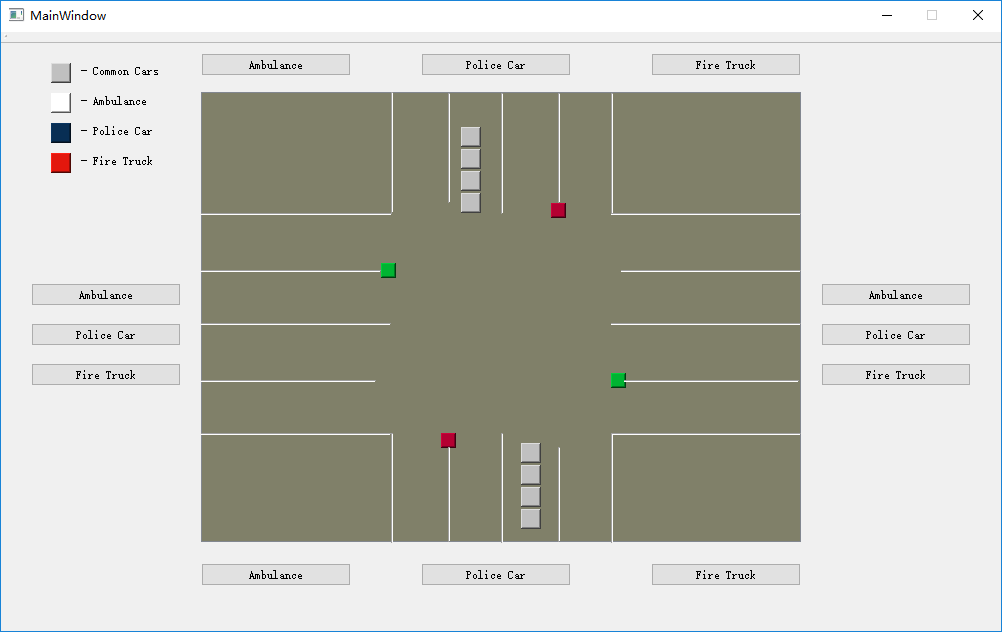 MainWindow
- Common Cars
- Ambulance
- Police Car
- Fire Truck
Ambulance
Police Car
Fire Truck
Ambulance
Police Car
Fire Truck
Ambulance
Police Car
Fire Truck
Ambulance
Police Car
Fire Truck